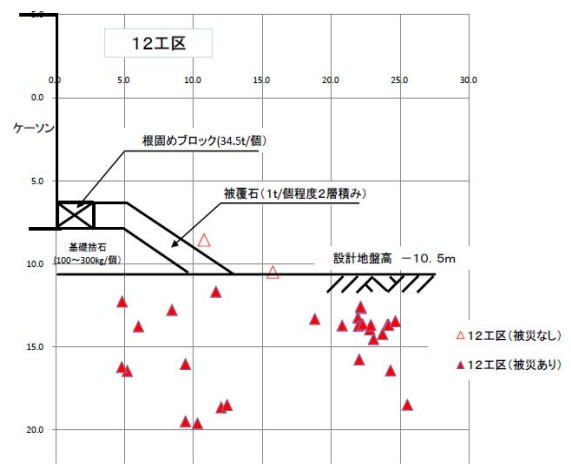 5.0
12工区
0.0 5.0 10.0 15.0 20.0 25.0 30.0
0.0
ケーソン
根固めブロック(34.5t/個)
5.0
被覆石(1t/個程度2層積み)
基礎捨石
(100～300kg/個)
設計地盤高 －10.5m
10.0
12工区(被災なし)
15.0
12工区(被災あり)
20.0